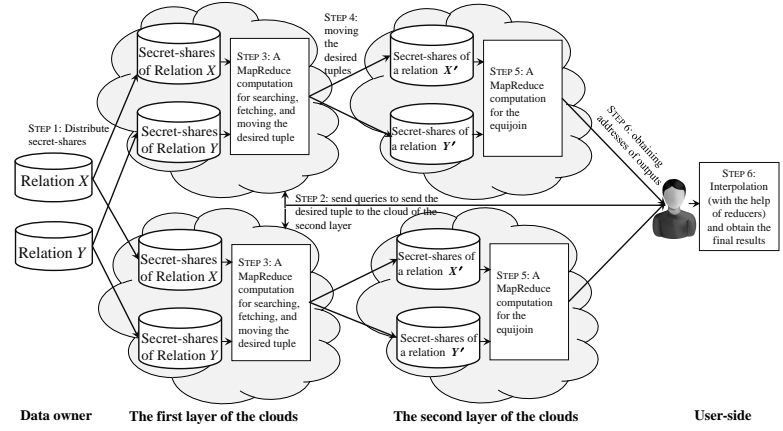 STEP 1: Distribute
secret-shares
Relation X
Relation Y
Secret-shares
of Relation X
Secret-shares
of Relation Y
STEP 3: A
MapReduce
computation
for searching,
fetching, and
moving the
desired tuple
STEP 4:
moving
the
desired
tuples
Secret-shares of
a relation X′
Secret-shares of
a relation Y′
STEP 5: A
MapReduce
computation
for the
equijoin
STEP 6: obtaining
addresses of outputs
STEP 2: send queries to send the
desired tuple to the cloud of the
second layer
STEP 6:
Interpolation
(with the help
of reducers)
and obtain the
final results
Secret-shares
of Relation X
Secret-shares
of Relation Y
STEP 3: A
MapReduce
computation
for searching,
fetching, and
moving the
desired tuple
Secret-shares of
a relation X′
Secret-shares of
a relation Y′
STEP 5: A
MapReduce
computation
for the
equijoin
Data owner
The first layer of the clouds
The second layer of the clouds
User-side